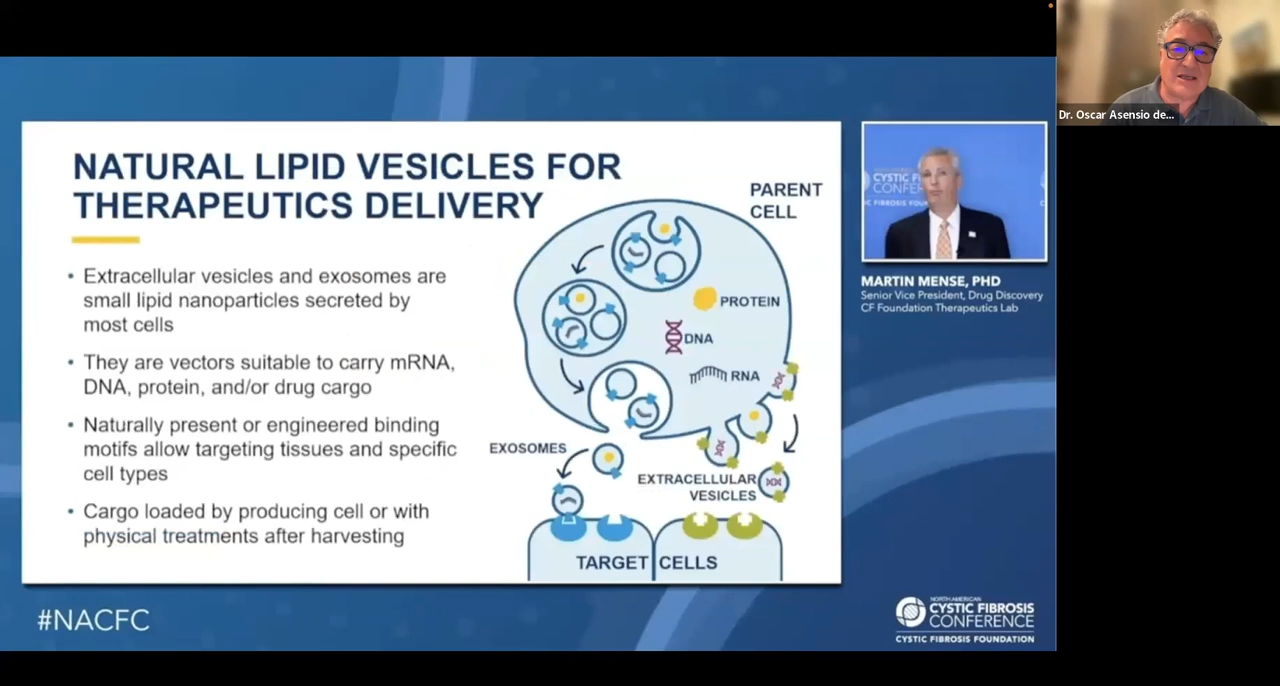 Dr. Oscar Asensio de...
NATURAL LIPID VESICLES FOR
THERAPEUTICS DELIVERY
• Extracellular vesicles and exosomes are
small lipid nanoparticles secreted by
most cells
• They are vectors suitable to carry mRNA,
DNA, protein, and/or drug cargo
• Naturally present or engineered binding
motifs allow targeting tissues and specific
cell types
• Cargo loaded by producing cell or with
physical treatments after harvesting
PARENT
CELL
PROTEIN
DNA
RNA
EXOSOMES
EXTRACELLULAR
VESICLES
TARGET CELLS
CYSTIC
MARTIN MENSE, PHD
Senior Vice President, Drug Discovery
CF Foundation Therapeutics Lab
#NACFC
NORTH AMERICAN
CYSTIC FIBROSIS
CONFERENCE
CYSTIC FIBROSIS FOUNDATION